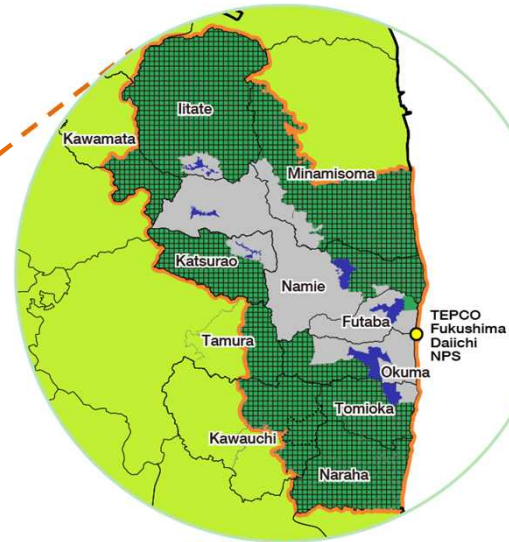 Iitate
Kawamata
Minamisoma
Katsurao
Namie
Futaba
TEPCO
Fukushima
Daiichi
NPS
Tamura
Okuma
Tomioka
Kawauchi
Naraha